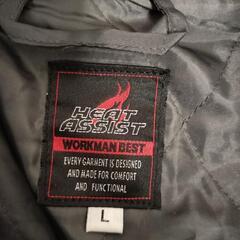 HEAT
ASSIST
WORKMAN BEST
EVERY GARMENT IS DESIGNED
AND MADE FOR COMFORT
AND FUNCTIONAL
L